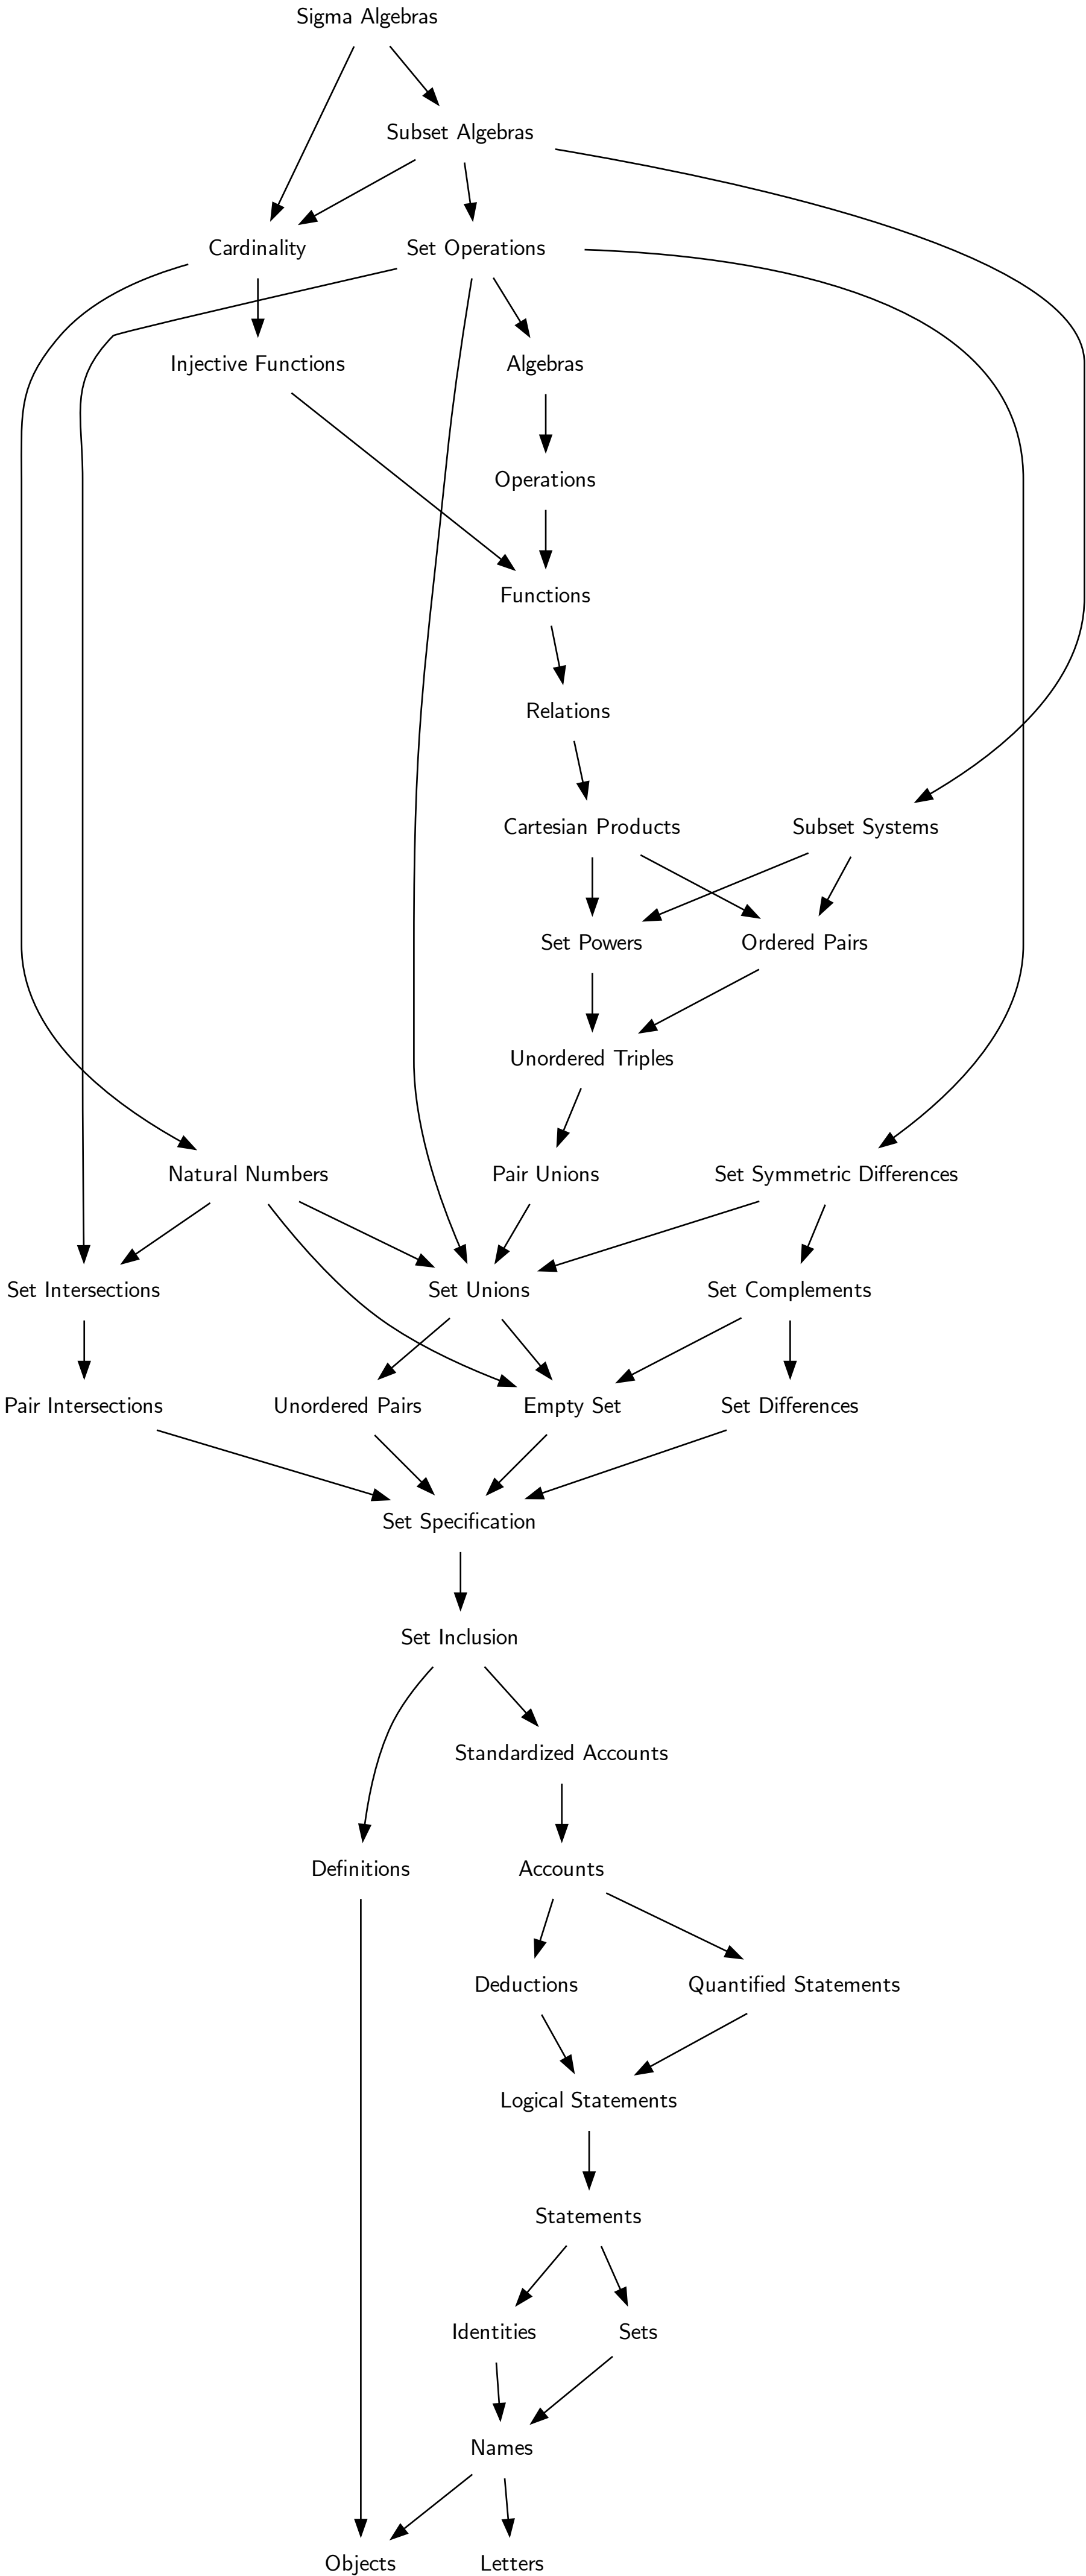 Sigma Algebras
Subset Algebras
Cardinality
Set Operations
Injective Functions
Algebras
Operations
Functions
Relations
Cartesian Products
Subset Systems
Set Powers
Ordered Pairs
Unordered Triples
Natural Numbers
Pair Unions
Set Symmetric Differences
Set Intersections
Set Unions
Set Complements
Pair Intersections
Unordered Pairs
Empty Set
Set Differences
Set Specification
Set Inclusion
Standardized Accounts
Definitions
Accounts
Deductions
Quantified Statements
Logical Statements
Statements
Identities
Sets
Names
Objects
Letters